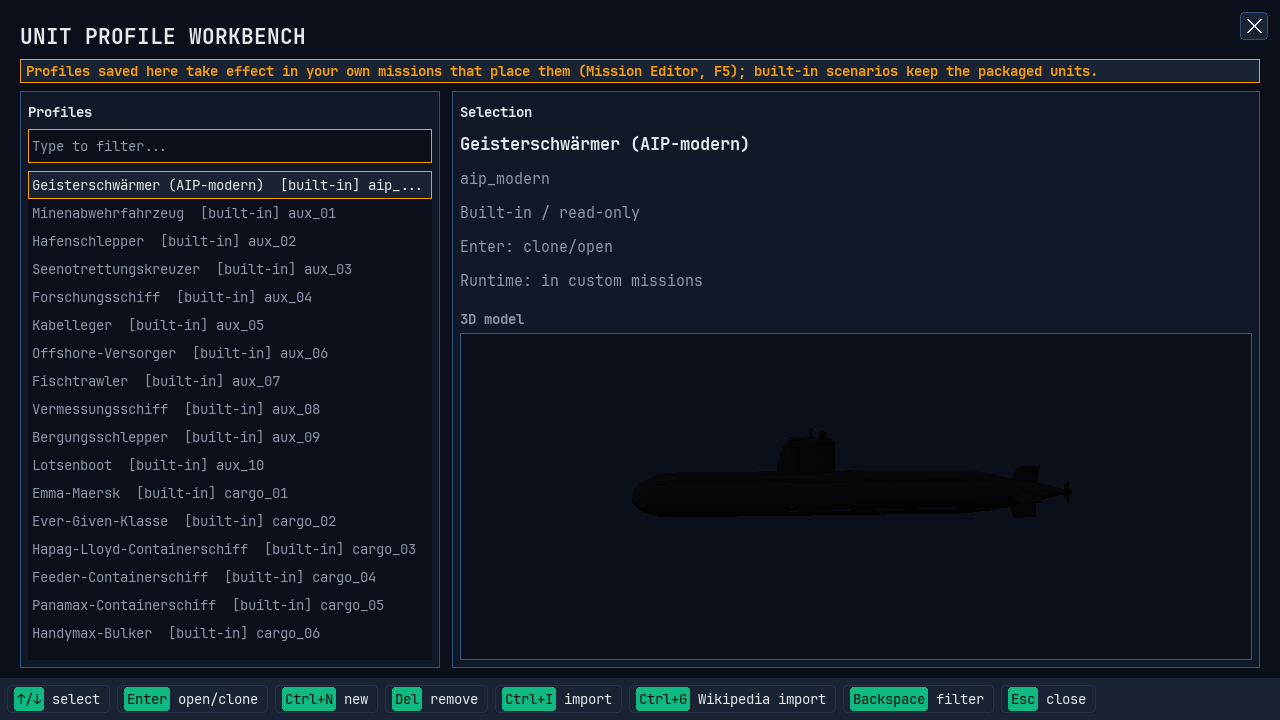 UNIT PROFILE WORKBENCH
Profiles saved here take effect in your own missions that place them (Mission Editor, F5); built-in scenarios keep the packaged units.
Profiles
Type to filter...
Geisterschwärmer (AIP-modern)  [built-in] aip_...
Minenabwehrfahrzeug  [built-in] aux_01
Hafenschlepper  [built-in] aux_02
Seenotrettungskreuzer  [built-in] aux_03
Forschungsschiff  [built-in] aux_04
Kabelleger  [built-in] aux_05
Offshore-Versorger  [built-in] aux_06
Fischtrawler  [built-in] aux_07
Vermessungsschiff  [built-in] aux_08
Bergungsschlepper  [built-in] aux_09
Lotsenboot  [built-in] aux_10
Emma-Maersk  [built-in] cargo_01
Ever-Given-Klasse  [built-in] cargo_02
Hapag-Lloyd-Containerschiff  [built-in] cargo_03
Feeder-Containerschiff  [built-in] cargo_04
Panamax-Containerschiff  [built-in] cargo_05
Handymax-Bulker  [built-in] cargo_06
Selection
Geisterschwärmer (AIP-modern)
aip_modern
Built-in / read-only
Enter: clone/open
Runtime: in custom missions
3D model
↑/↓ select  Enter open/clone  Ctrl+N new  Del remove  Ctrl+I import  Ctrl+G Wikipedia import  Backspace filter  Esc close